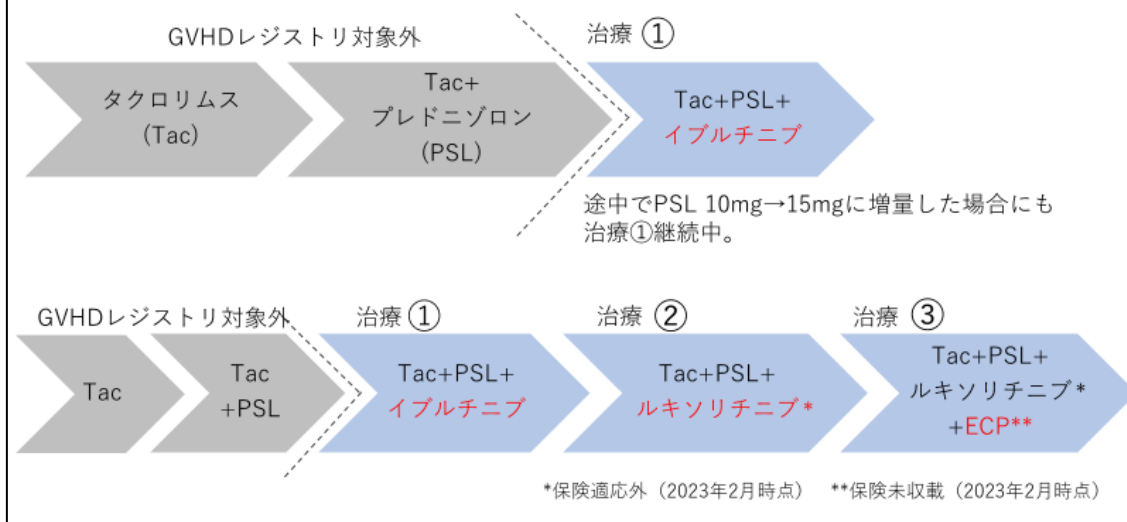 GVHDレジストリ対象外
治療 ①
タクロリムス
(Tac)
Tac+
プレドニゾロン
(PSL)
Tac+PSL+
イブルチニブ
途中でPSL 10mg→15mgに増量した場合にも
治療①継続中。
GVHDレジストリ対象外
治療 ①
治療 ②
治療 ③
Tac
Tac
+PSL
Tac+PSL+
イブルチニブ
Tac+PSL+
ルキソリチニブ*
Tac+PSL+
ルキソリチニブ*
+ECP**
*保険適応外（2023年2月時点） **保険未収載（2023年2月時点）